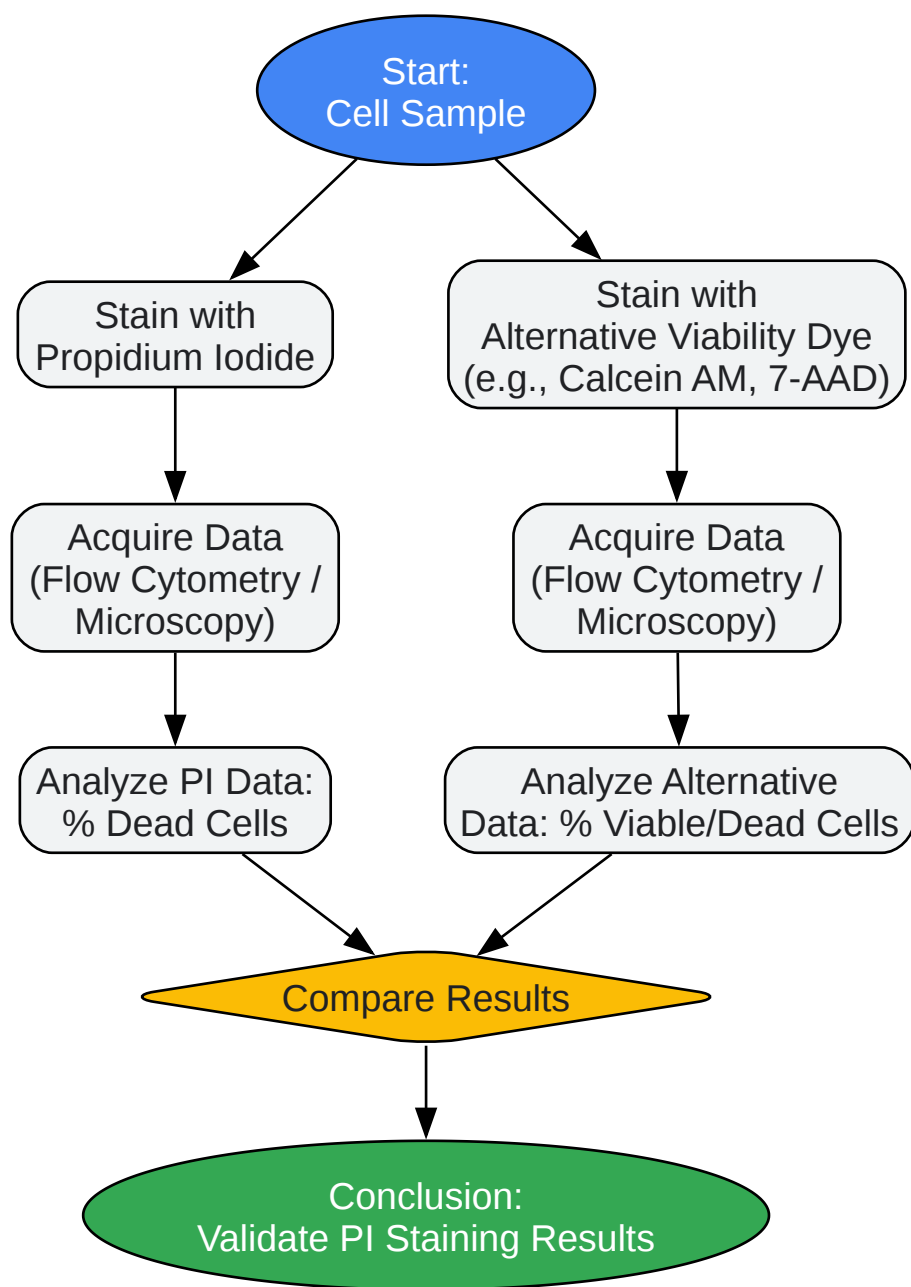 Start:
Cell Sample
Stain with
Propidium Iodide
Stain with
Alternative Viability Dye
(e.g., Calcein AM, 7-AAD)
Acquire Data
(Flow Cytometry /
Microscopy)
Acquire Data
(Flow Cytometry /
Microscopy)
Analyze PI Data:
% Dead Cells
Analyze Alternative
Data: % Viable/Dead Cells
Compare Results
Conclusion:
Validate PI Staining Results